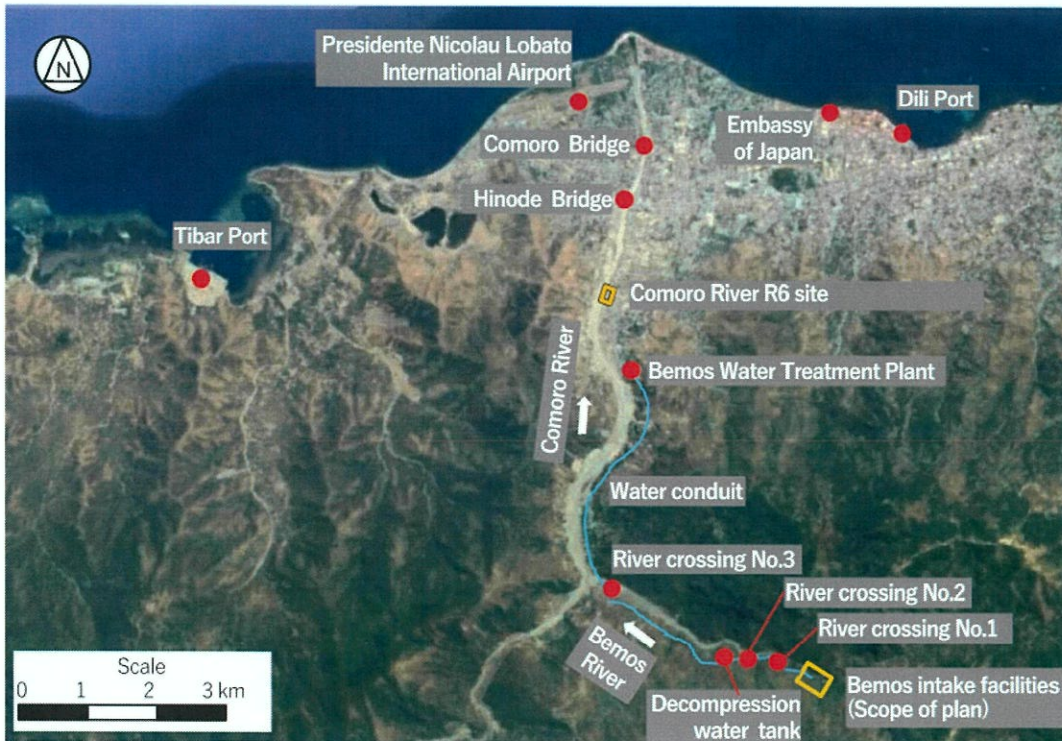 N
Presidente Nicolau Lobato
International Airport
Dili Port
Embassy
of Japan
Comoro Bridge
Hinode Bridge
Tibar Port
Comoro River R6 site
Bemos Water Treatment Plant
Comoro River
Water conduit
River crossing No.3
River crossing No.2
River crossing No.1
Bemos
River
Decompression
water tank
Bemos intake facilities
(Scope of plan)
Scale
0 1 2 3 km